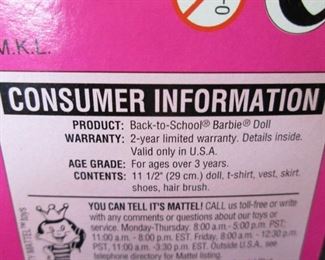 M.K.L.
CONSUMER INFORMATION
PRODUCT: Back-to-School® Barbie® Doll
WARRANTY: 2-year limited warranty. Details inside.
Valid only in U.S.A.
AGE GRADE: For ages over 3 years.
CONTENTS: 11 1/2" (29 cm.) doll, t-shirt, vest, skirt,
shoes, hair brush.
YOU CAN TELL IT'S MATTEL! CALL us toll-free or write
with any comments or questions about our toys or
service. Monday-Thursday: 8:00 am - 5:00 pm PST;
11:00 a.m. - 8:00 p.m. EST. Friday: 8:00 a.m. - 12:30
p.m. PST; 11:00 a.m. -3:30 p.m. EST. Outside U.S.A., see
telephone directory for Mattel listing.